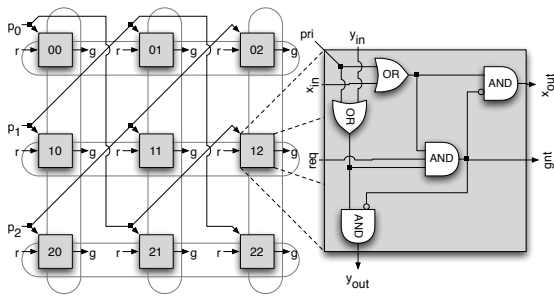 p0
r 00 g
r 01 g
r 02 g
p1
r 10 g
r 11 g
r 12 g
p2
r 20 g
r 21 g
r 22 g
pri
yin
xin
OR
AND
xout
OR
req
AND
gnt
AND
yout